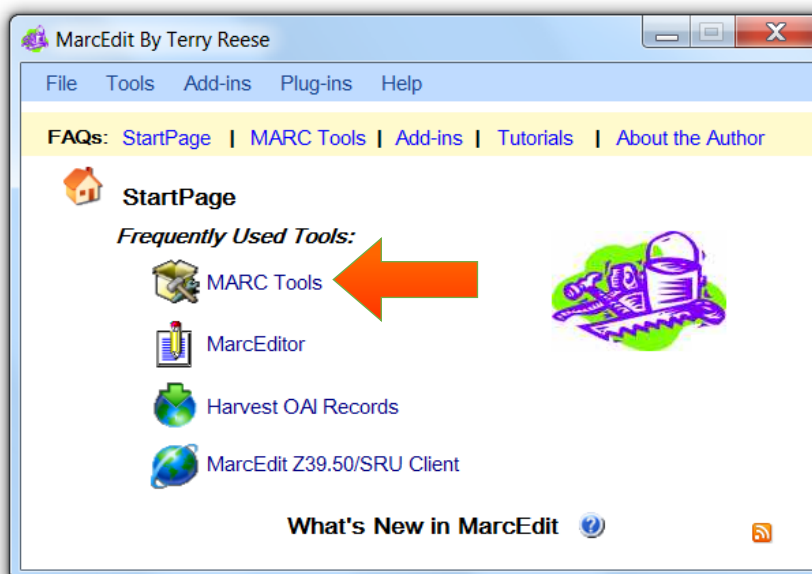 MarcEdit By Terry Reese
File Tools Add-ins Plug-ins Help
FAQs: StartPage | MARC Tools | Add-ins | Tutorials | About the Author
StartPage
Frequently Used Tools:
MARC Tools
MarcEditor
Harvest OAI Records
MarcEdit Z39.50/SRU Client
What's New in MarcEdit